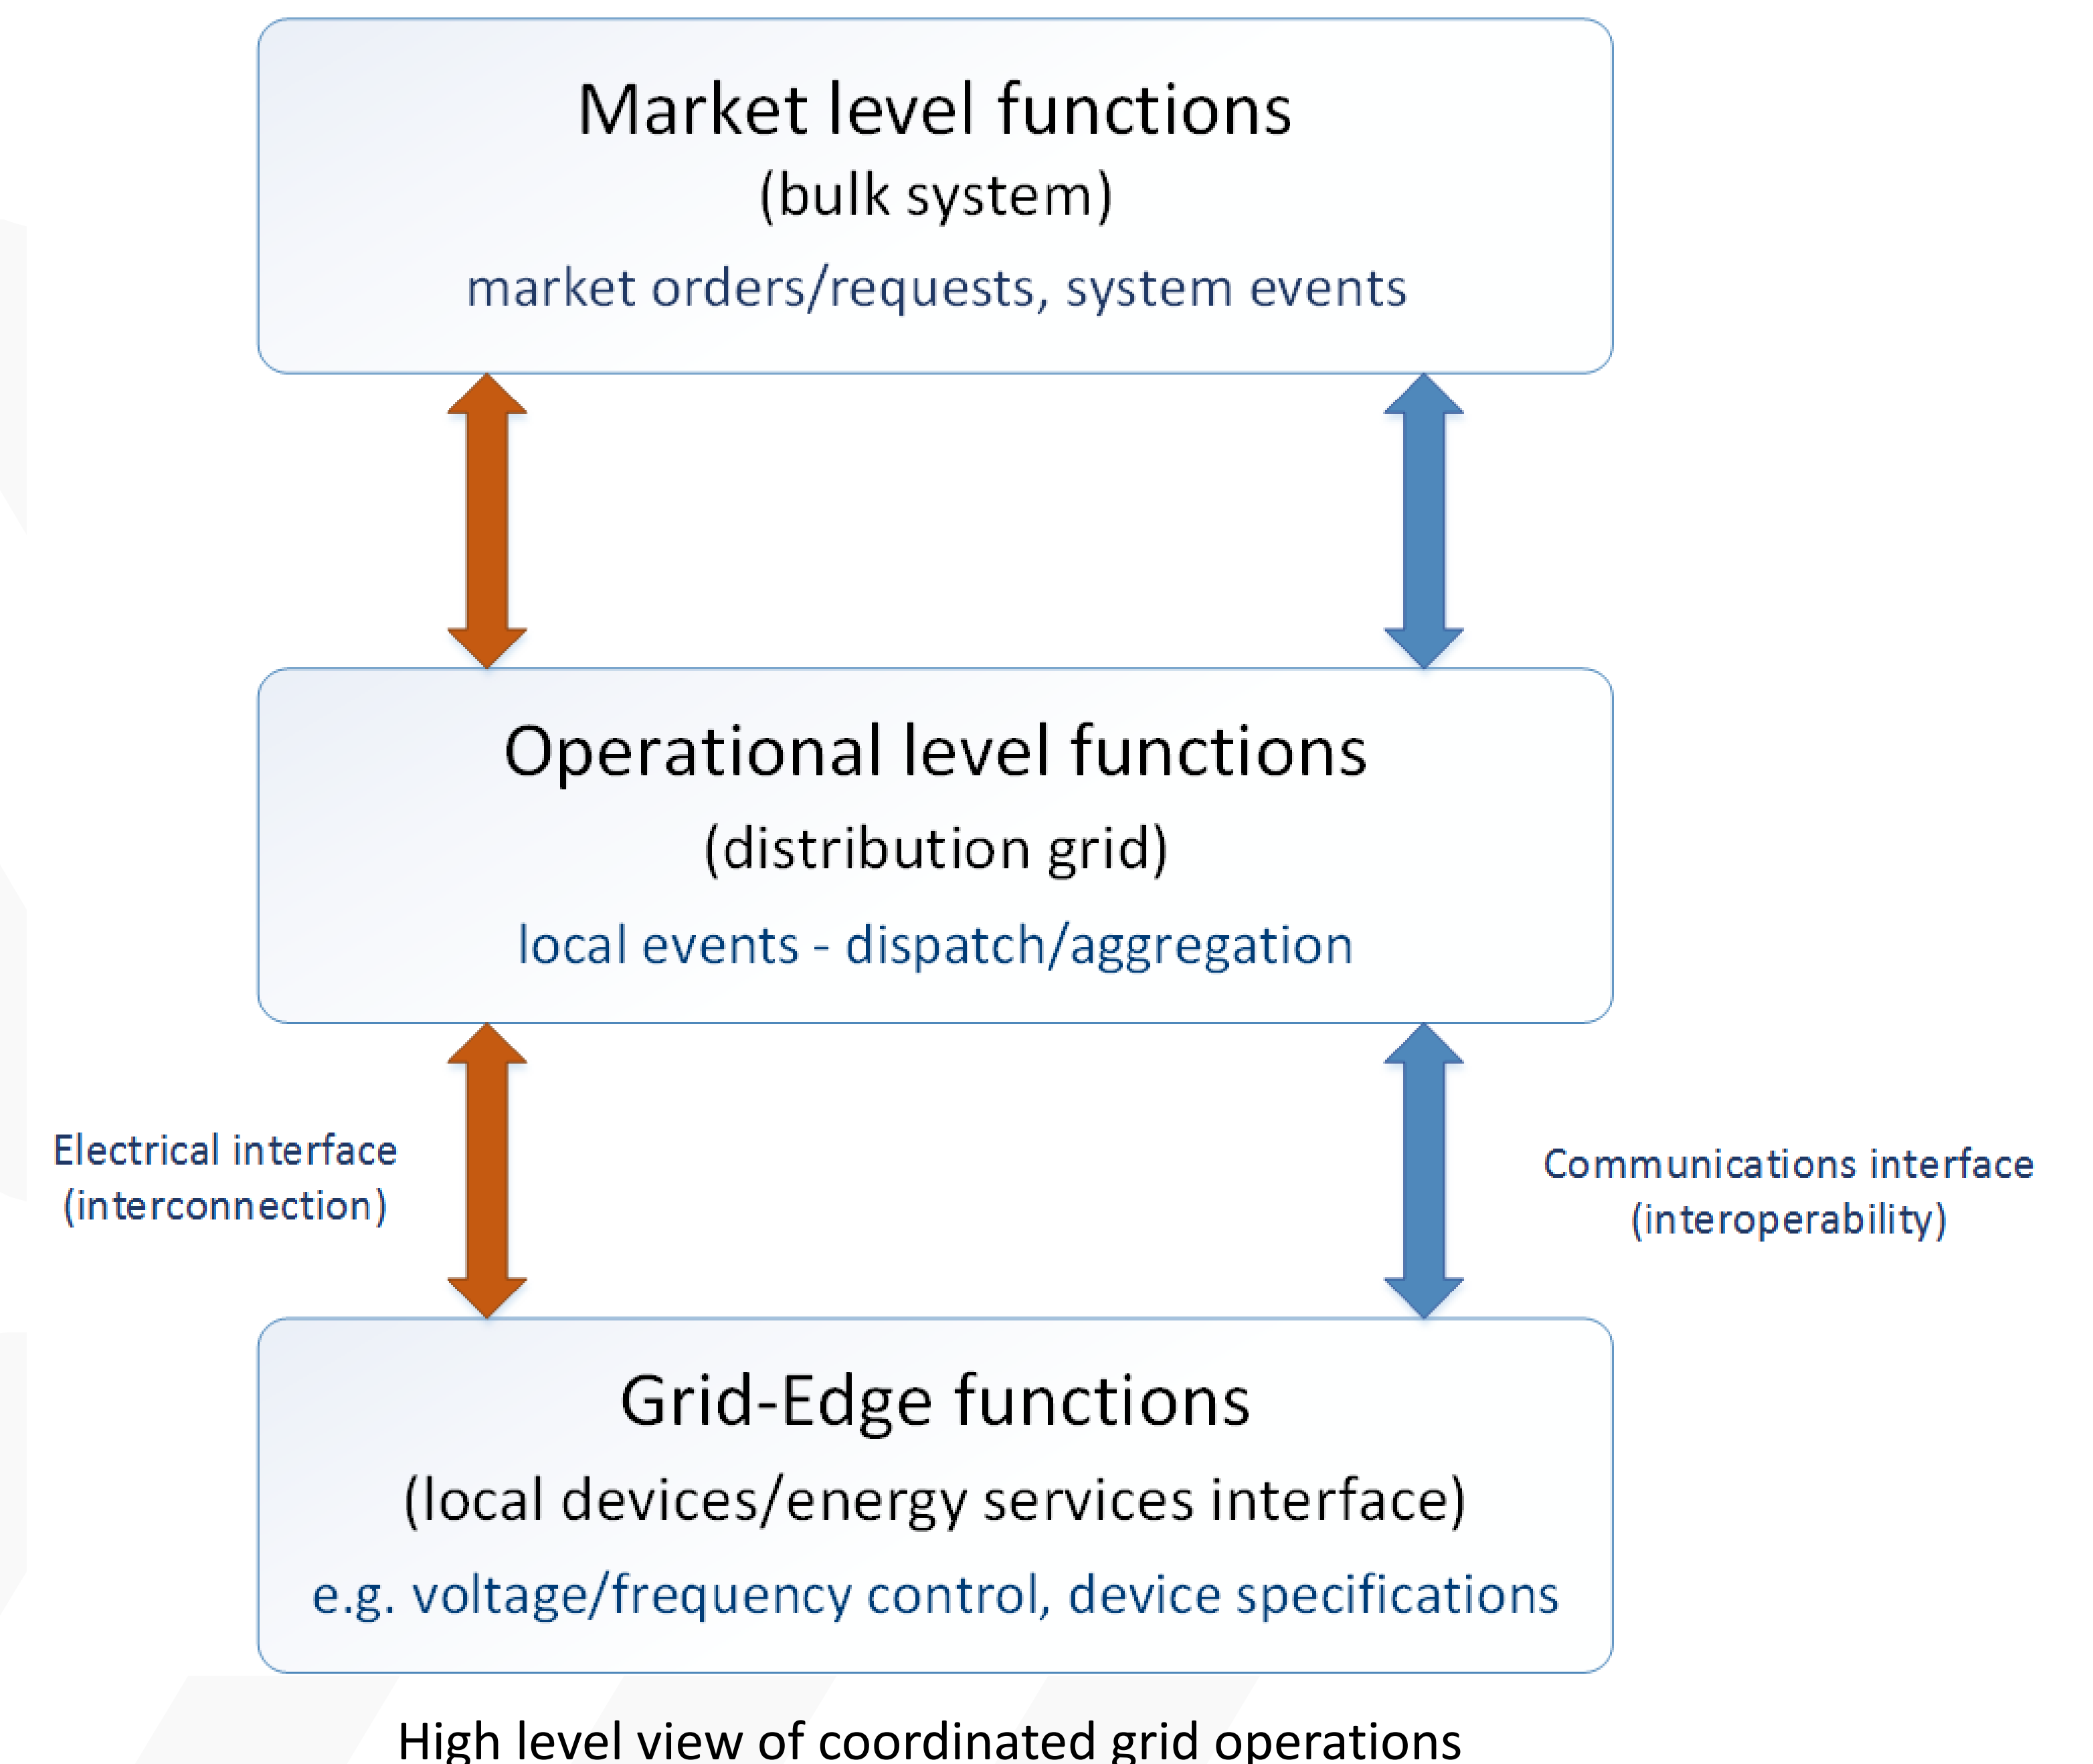 Market level functions
(bulk system)
market orders/requests, system events
Operational level functions
(distribution grid)
local events - dispatch/aggregation
Electrical interface
(interconnection)
Communications interface
(interoperability)
Grid-Edge functions
(local devices/energy services interface)
e.g. voltage/frequency control, device specifications
High level view of coordinated grid operations